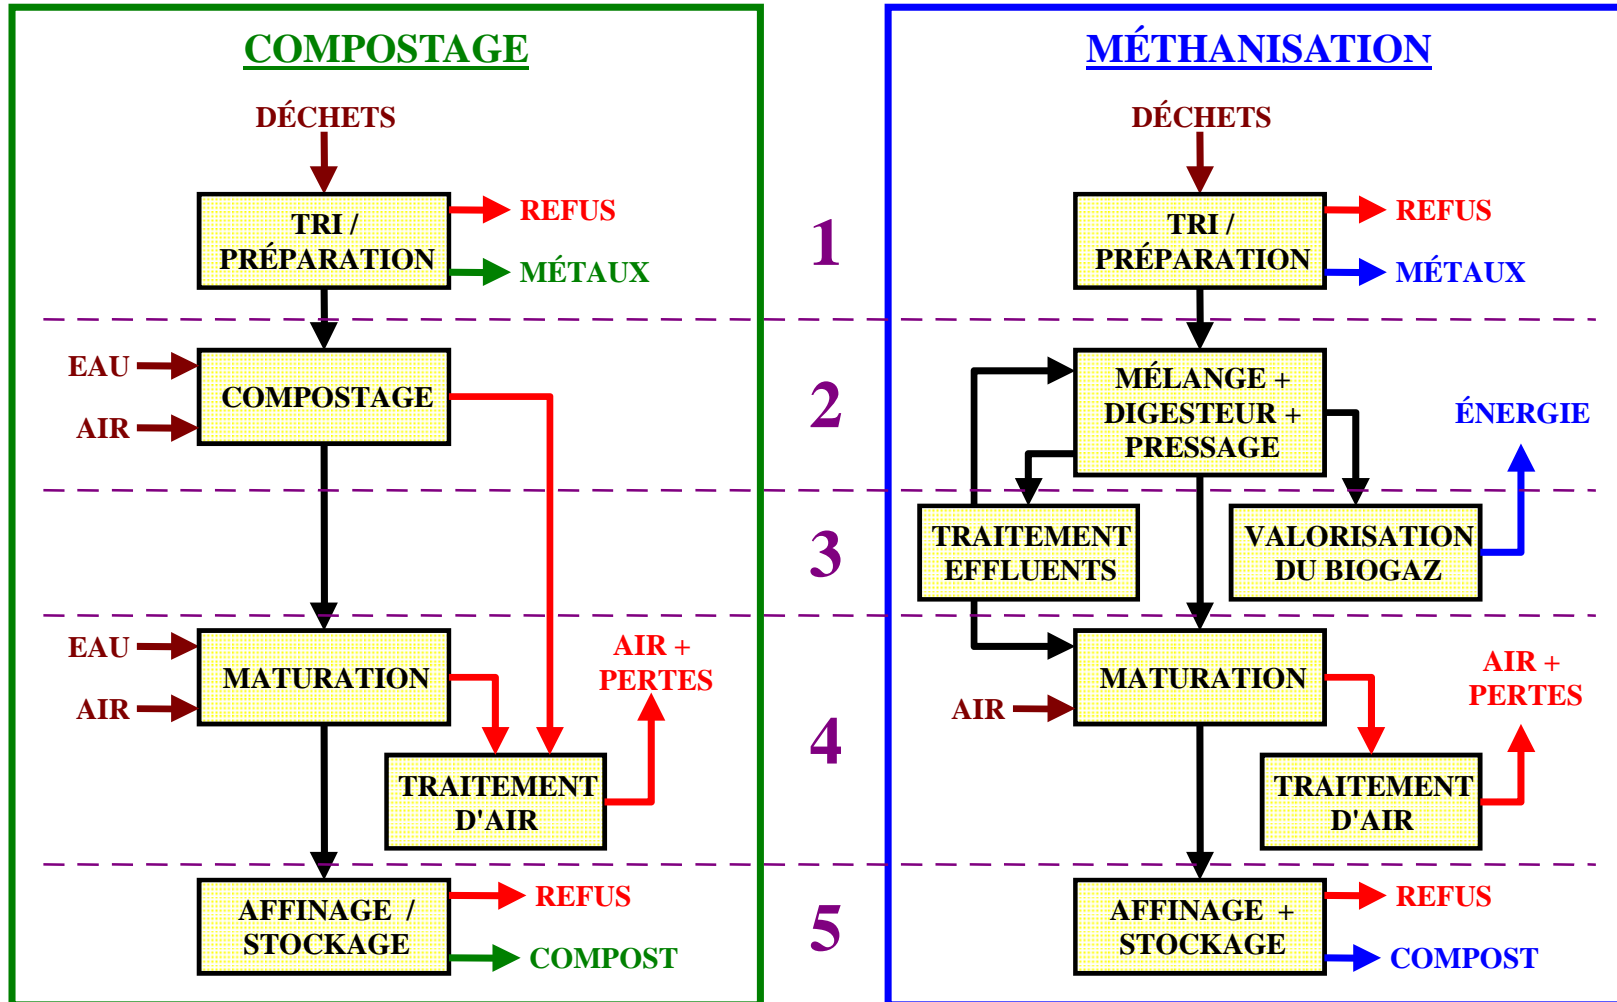 COMPOSTAGE
DÉCHETS
TRI /
PRÉPARATION
REFUS
MÉTAUX
EAU
AIR
COMPOSTAGE
EAU
AIR
MATURATION
AIR +
PERTES
TRAITEMENT
D'AIR
AFFINAGE /
STOCKAGE
REFUS
COMPOST
1
2
3
4
5
MÉTHANISATION
DÉCHETS
TRI /
PRÉPARATION
REFUS
MÉTAUX
MÉLANGE +
DIGESTEUR +
PRESSAGE
ÉNERGIE
TRAITEMENT
EFFLUENTS
VALORISATION
DU BIOGAZ
AIR
MATURATION
AIR +
PERTES
TRAITEMENT
D'AIR
AFFINAGE +
STOCKAGE
REFUS
COMPOST